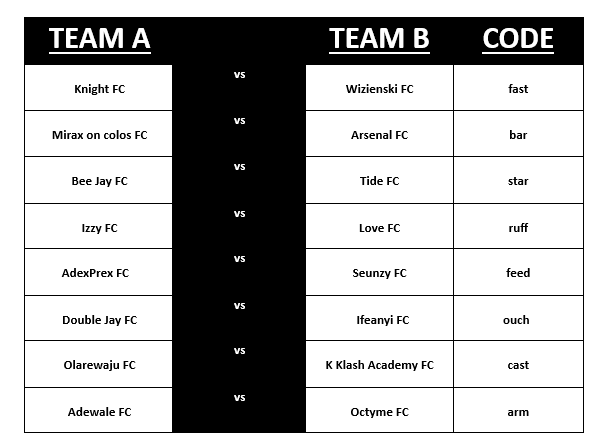 TEAM A TEAM B CODE
Knight FC vs Wizienski FC fast
Mirax on colos FC vs Arsenal FC bar
Bee Jay FC vs Tide FC star
Izzy FC vs Love FC ruff
AdexPrex FC vs Seunzy FC feed
Double Jay FC vs Ifeanyi FC ouch
Olarewaju FC vs K Klash Academy FC cast
Adewale FC vs Octyme FC arm